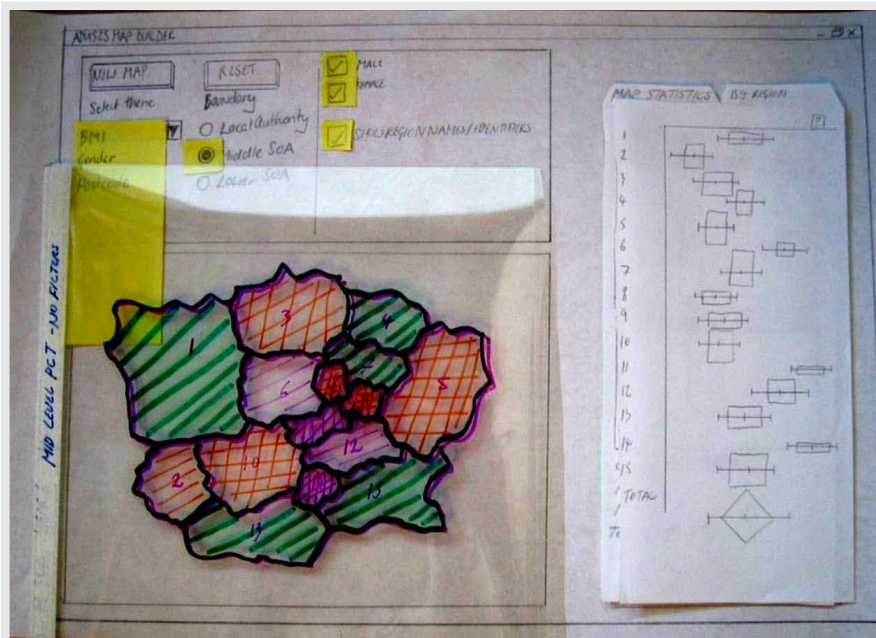 MAP BUILDER
NEW MAP
RESET
Select theme
Boundary
BMI
Gender
Postcode
Local Authority
Middle SOA
Lower SOA
MALE
SHOW REGION NAMES/IDENTIFIERS
MID LEVEL PCT - NO FILTERS
1
3
4
5
6
12
2
10
13
15
MAP STATISTICS
BY REGION
?
1
2
3
4
5
6
7
8
9
10
11
12
13
14
15
TOTAL